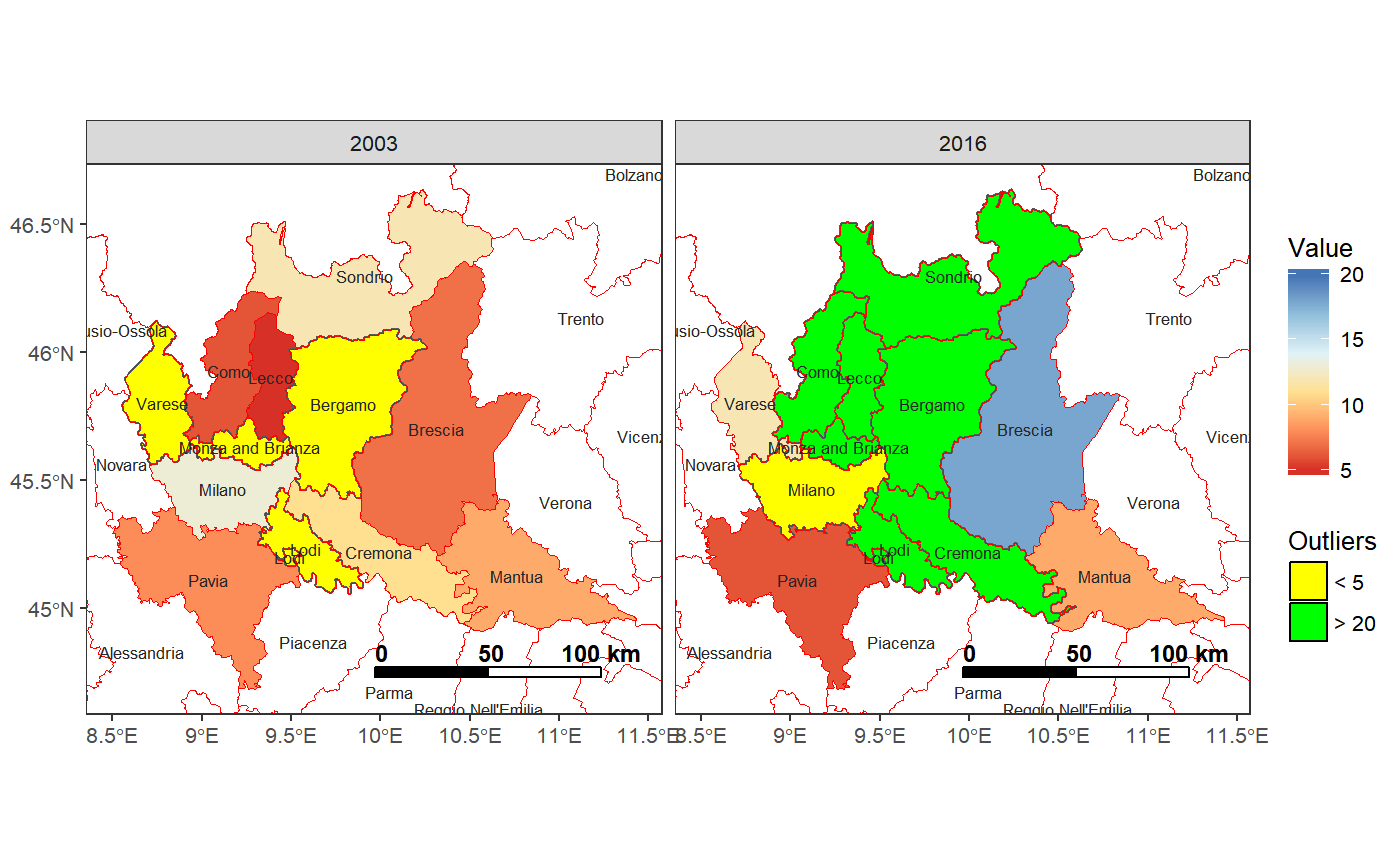 2003
2016
Bolzano
Bolzano
Value
46.5°N
20
Sondrio
Sondrio
usio-Ossola
Trento
usio-Ossola
Trento
15
46°N
Como
Lecco
Como
Lecco
Varese
Bergamo
Varese
Bergamo
10
Brescia
Vicenz
Brescia
Vicenz
Monza and Brianza
Monza and Brianza
Novara
Novara
5
45.5°N
Milano
Verona
Milano
Verona
Outliers
Lodi
Lodi
Cremona
Lodi
Lodi
Cremona
Pavia
Mantua
Pavia
Mantua
< 5
45°N
> 20
Piacenza
Piacenza
Alessandria
0 50 100 km
Alessandria
0 50 100 km
Parma
Parma
Reggio Nell'Emilia
Reggio Nell'Emilia
8.5°E 9°E 9.5°E 10°E 10.5°E 11°E 11.5°E
8.5°E 9°E 9.5°E 10°E 10.5°E 11°E 11.5°E